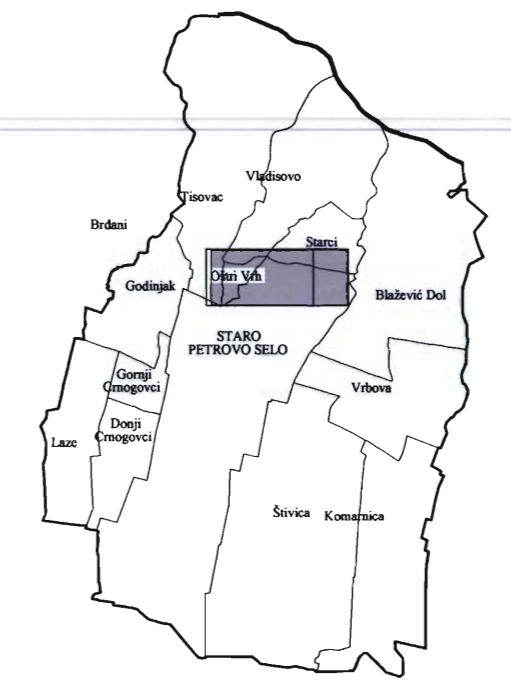 Vladisovo
Tisovac
Brđani
Starci
Oštri Vrh
Godinjak
Blažević Dol
STARO
PETROVO SELO
Gornji
Crnogovci
Vrbova
Donji
Crnogovci
Laze
Štivica
Komarnica